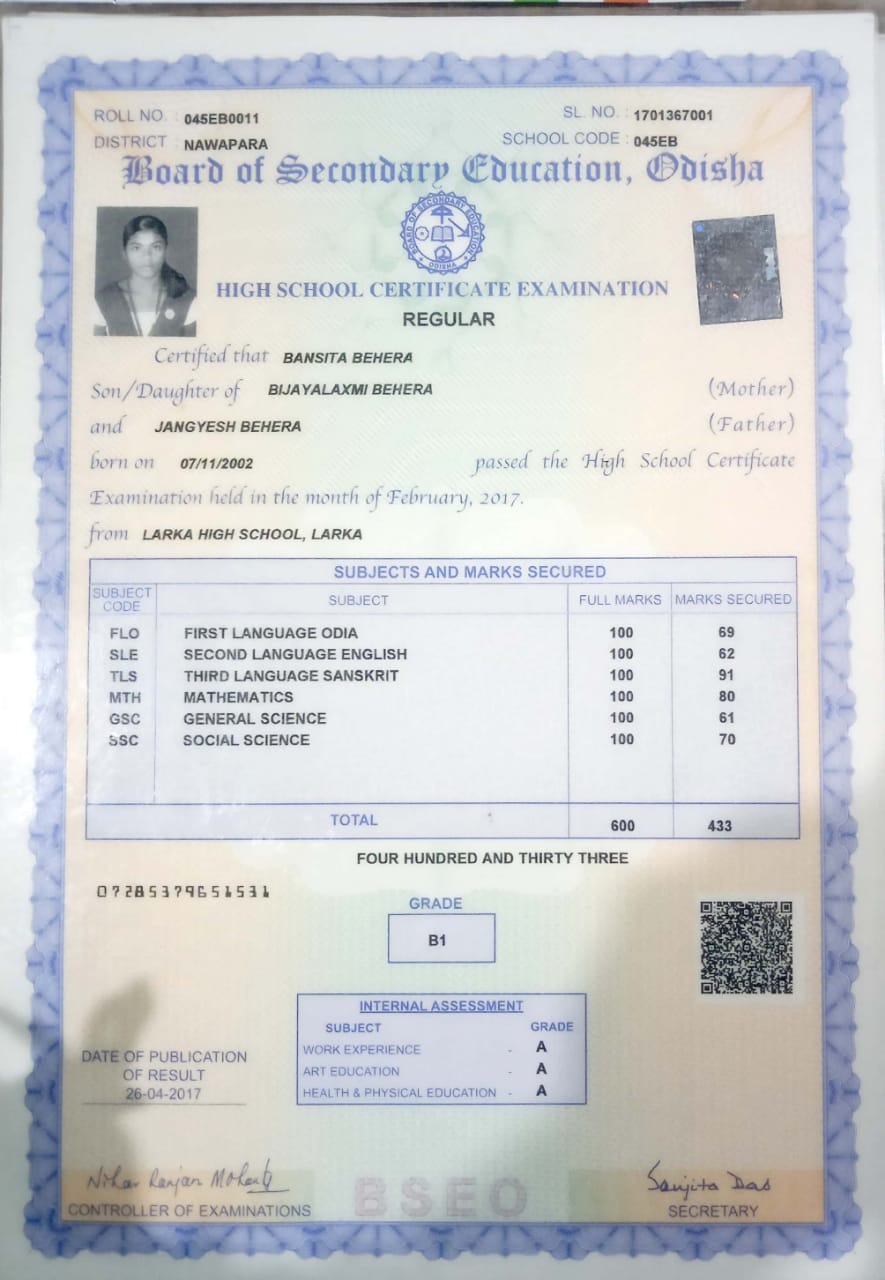 ROLL NO. : 045EB0011
SL. NO. : 1701367001
DISTRICT : NAWAPARA
SCHOOL CODE : 045EB
Board of Secondary Education, Odisha
BOARD OF SECONDARY EDUCATION
ODISHA
HIGH SCHOOL CERTIFICATE EXAMINATION
REGULAR
Certified that BANSITA BEHERA
Son/Daughter of BIJAYALAXMI BEHERA (Mother)
and JANGYESH BEHERA (Father)
born on 07/11/2002 passed the High School Certificate
Examination held in the month of February, 2017.
from LARKA HIGH SCHOOL, LARKA
SUBJECTS AND MARKS SECURED
SUBJECT CODE SUBJECT FULL MARKS MARKS SECURED
FLO FIRST LANGUAGE ODIA 100 69
SLE SECOND LANGUAGE ENGLISH 100 62
TLS THIRD LANGUAGE SANSKRIT 100 91
MTH MATHEMATICS 100 80
GSC GENERAL SCIENCE 100 61
SSC SOCIAL SCIENCE 100 70
TOTAL 600 433
FOUR HUNDRED AND THIRTY THREE
07285379651531
GRADE
B1
INTERNAL ASSESSMENT
SUBJECT GRADE
WORK EXPERIENCE - A
ART EDUCATION - A
HEALTH & PHYSICAL EDUCATION - A
DATE OF PUBLICATION
OF RESULT
26-04-2017
Nihar Ranjan Mohanty
Sanjita Das
CONTROLLER OF EXAMINATIONS
BSEO
SECRETARY